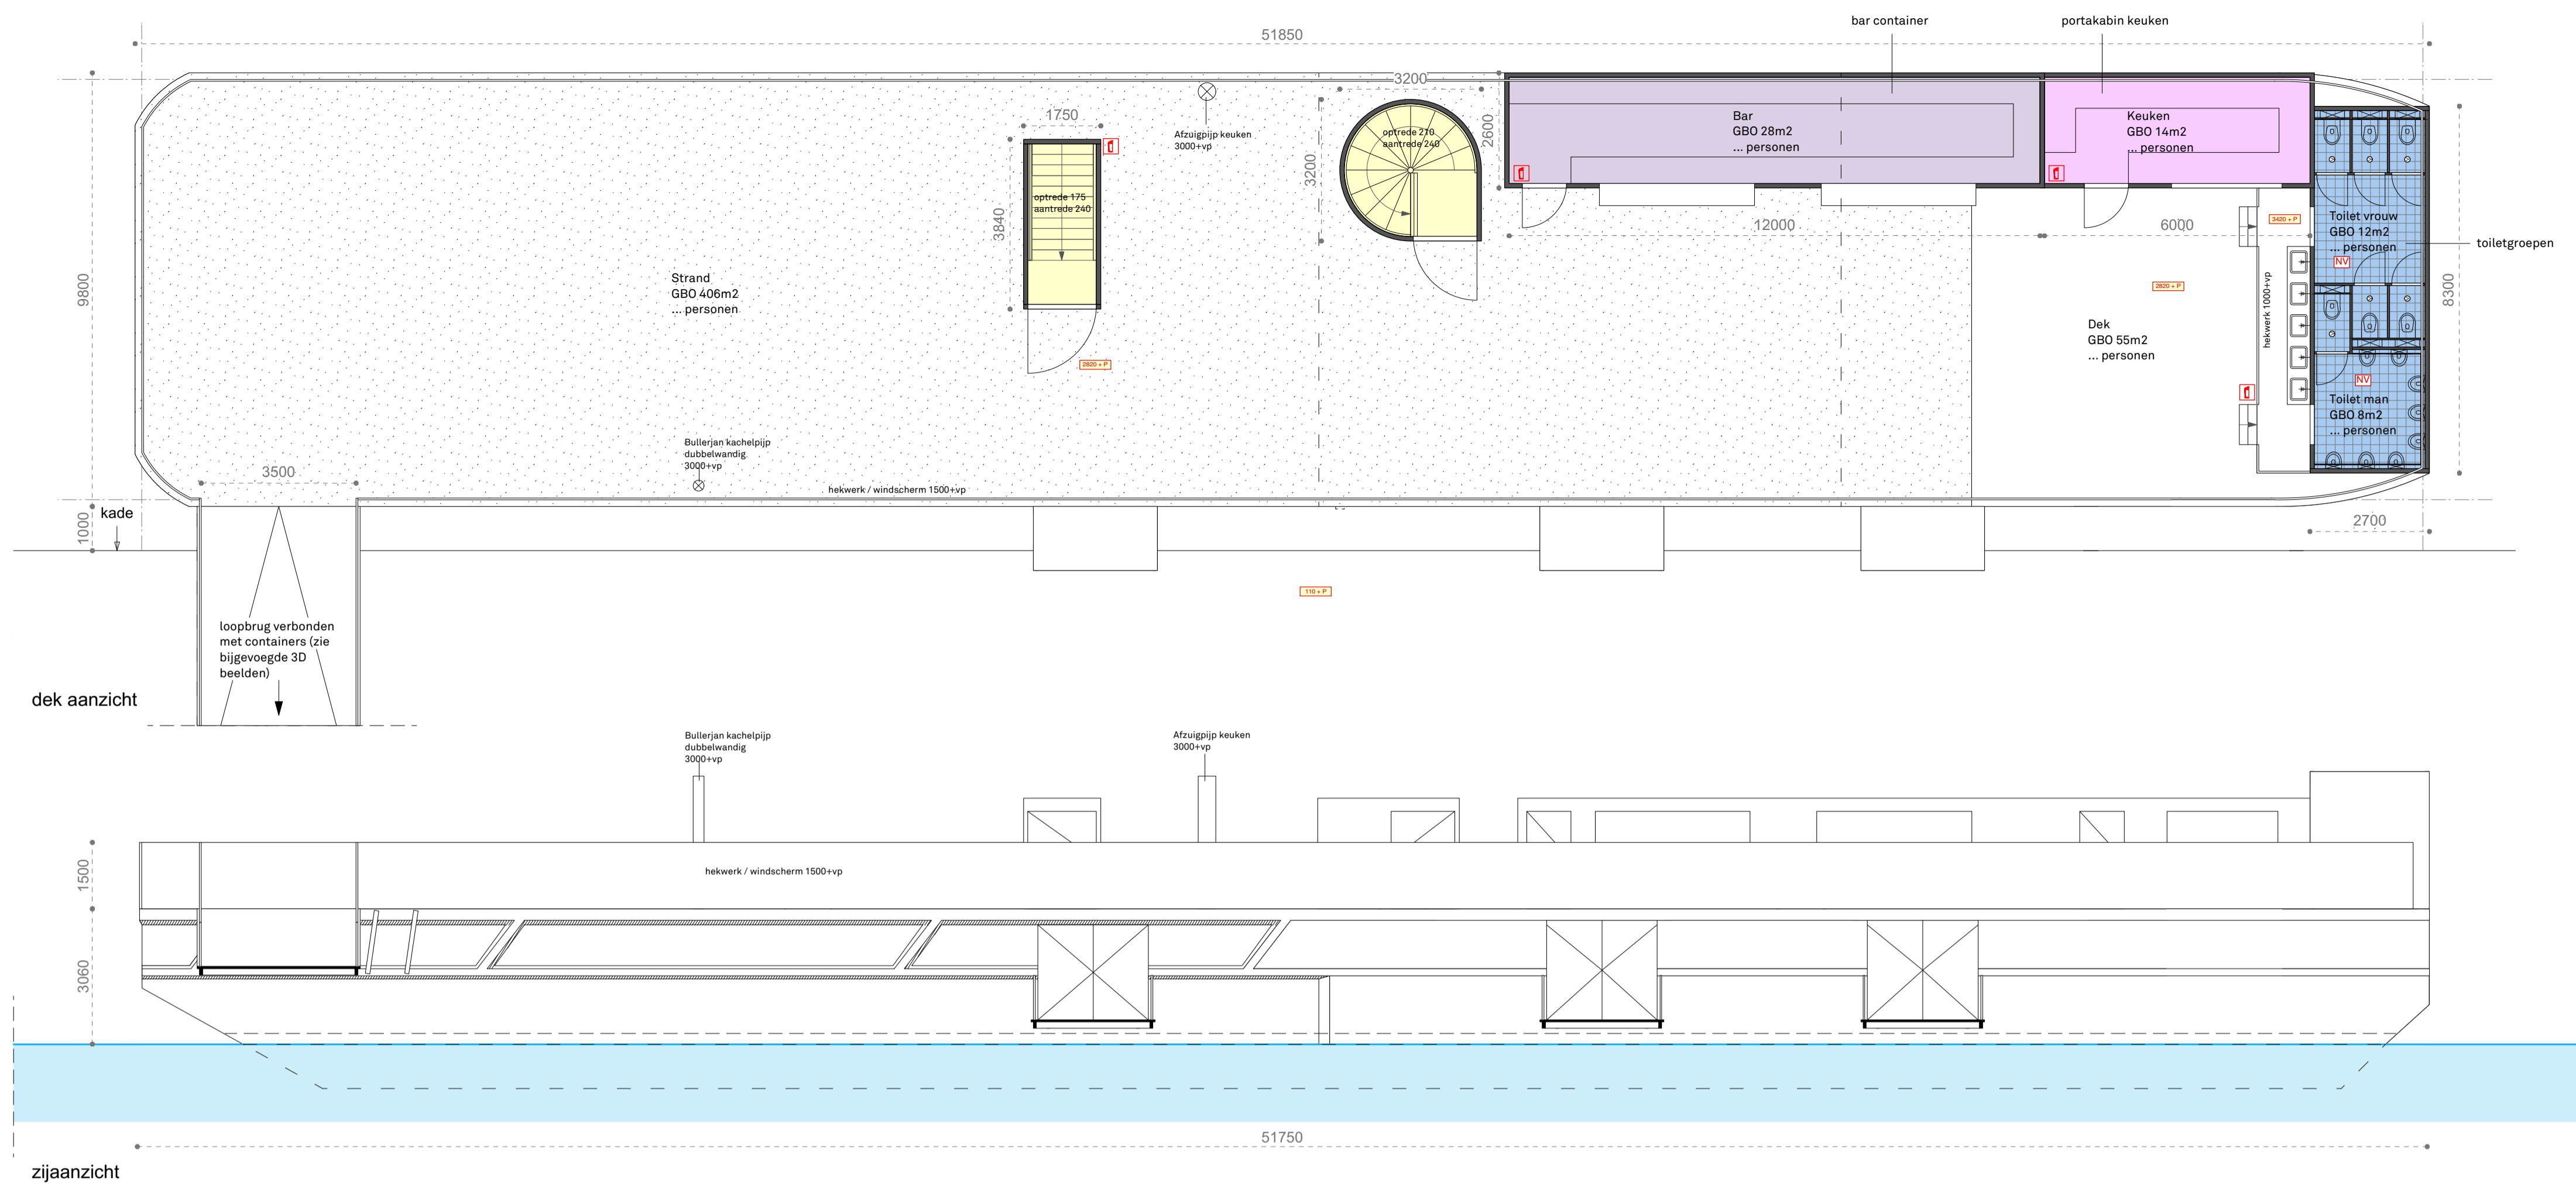 bar container
portakabin keuken
51850
3200
1750
Afzuigpijp keuken
3000+vp
optrede 210
aantrede 240
2600
Bar
GBO 28m2
... personen
Keuken
GBO 14m2
... personen
3200
optrede 175
aantrede 240
3840
12000
6000
3420 + P
Toilet vrouw
GBO 12m2
... personen
toiletgroepen
NV
9800
Strand
GBO 406m2
... personen
2820 + P
hekwerk 1000+vp
8300
Dek
GBO 55m2
... personen
2820 + P
NV
Toilet man
GBO 8m2
... personen
Bullerjan kachelpijp
dubbelwandig
3000+vp
3500
hekwerk / windscherm 1500+vp
kade
1000
2700
110 + P
loopbrug verbonden
met containers (zie
bijgevoegde 3D
beelden)
dek aanzicht
Bullerjan kachelpijp
dubbelwandig
3000+vp
Afzuigpijp keuken
3000+vp
1500
hekwerk / windscherm 1500+vp
3060
51750
zijaanzicht